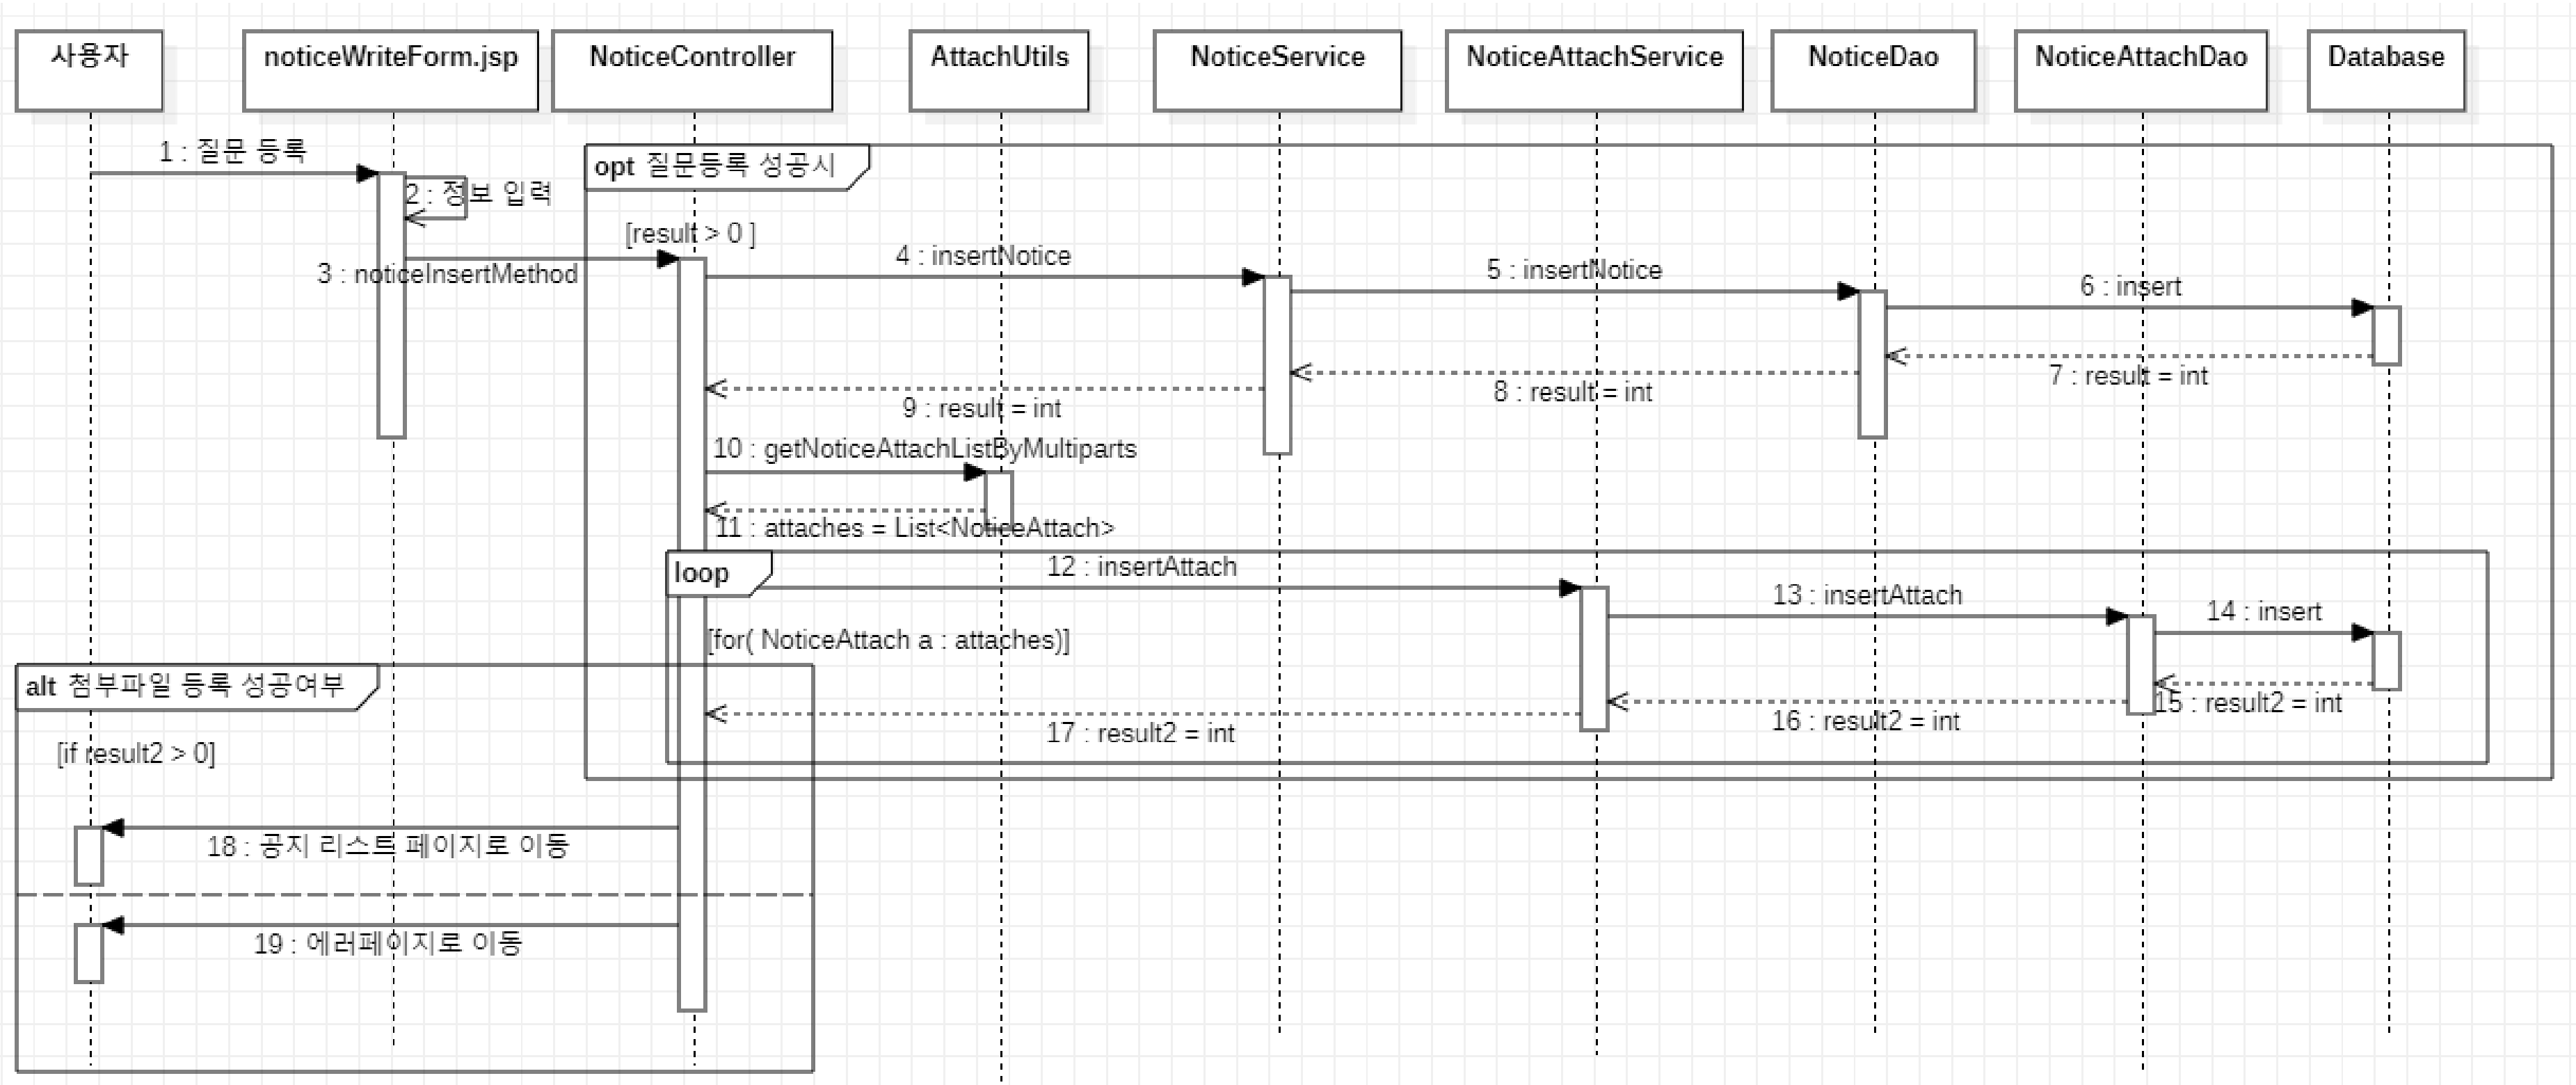 사용자
noticeWriteForm.jsp
NoticeController
AttachUtils
NoticeService
NoticeAttachService
NoticeDao
NoticeAttachDao
Database
1 : 질문 등록
opt 질문등록 성공시
2 : 정보 입력
[result > 0 ]
3 : noticeInsertMethod
4 : insertNotice
5 : insertNotice
6 : insert
7 : result = int
8 : result = int
9 : result = int
10 : getNoticeAttachListByMultiparts
11 : attaches = List<NoticeAttach>
loop
12 : insertAttach
13 : insertAttach
14 : insert
[for( NoticeAttach a : attaches)]
alt 첨부파일 등록 성공여부
15 : result2 = int
16 : result2 = int
17 : result2 = int
[if result2 > 0]
18 : 공지 리스트 페이지로 이동
19 : 에러페이지로 이동